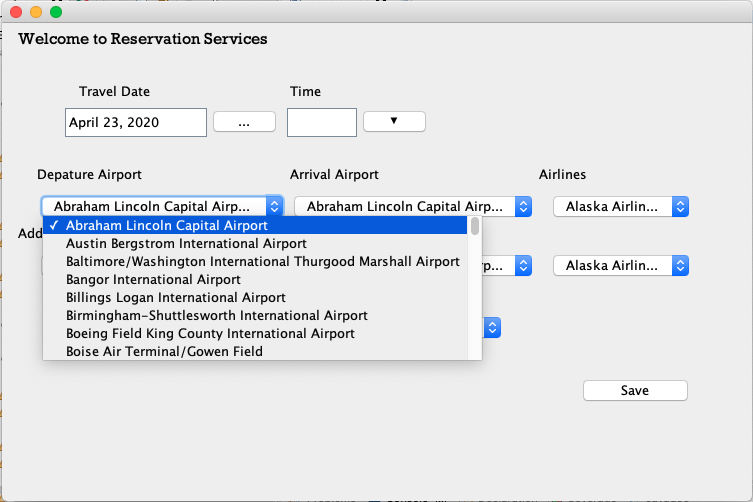 Welcome to Reservation Services
Travel Date Time
April 23, 2020 ...
Depature Airport Arrival Airport Airlines
Abraham Lincoln Capital Airp... Abraham Lincoln Capital Airp... Alaska Airlin...
✓ Abraham Lincoln Capital Airport
Add
Austin Bergstrom International Airport
Baltimore/Washington International Thurgood Marshall Airport
rp... Alaska Airlin...
Bangor International Airport
Billings Logan International Airport
Birmingham-Shuttlesworth International Airport
Boeing Field King County International Airport
Boise Air Terminal/Gowen Field
Save